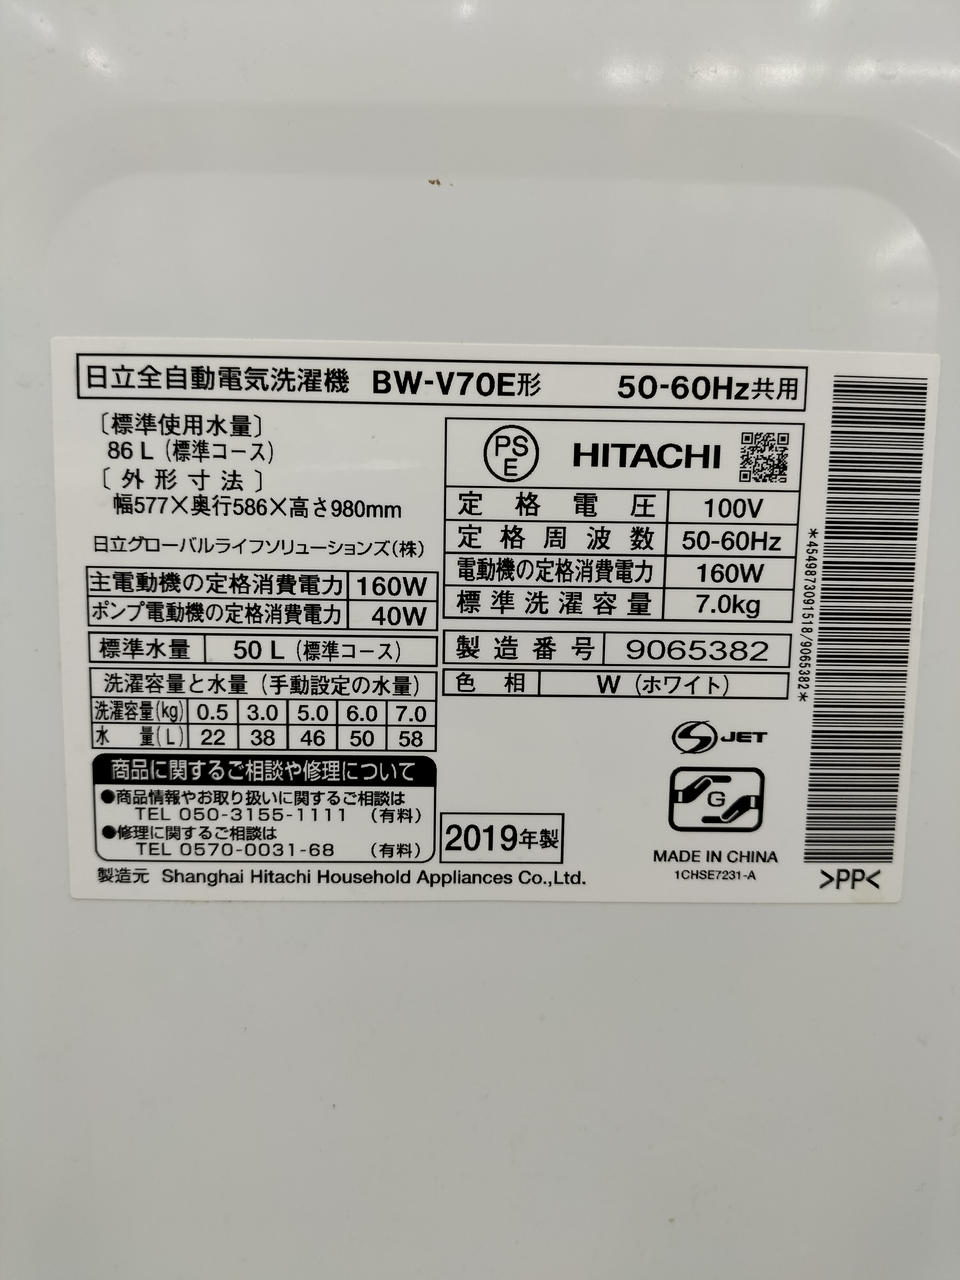 日立全自動電気洗濯機 BW-V70E形 50-60Hz共用
〔標準使用水量〕
86 L (標準コース)
〔外形寸法〕
幅577×奥行586×高さ980mm
日立グローバルライフソリューションズ(株)
主電動機の定格消費電力 160W
ポンプ電動機の定格消費電力 40W
標準水量 50 L (標準コース)
洗濯容量と水量 (手動設定の水量)
洗濯容量(kg) 0.5 3.0 5.0 6.0 7.0
水 量(L) 22 38 46 50 58
商品に関するご相談や修理について
●商品情報やお取り扱いに関するご相談は
TEL 050-3155-1111 (有料)
●修理に関するご相談は
TEL 0570-0031-68 (有料)
製造元 Shanghai Hitachi Household Appliances Co.,Ltd.
PS
E
HITACHI
定格電圧 100V
定格周波数 50-60Hz
電動機の定格消費電力 160W
標準洗濯容量 7.0kg
製造番号 9065382
色相 W (ホワイト)
S JET
G
2019年製
MADE IN CHINA
1CHSE7231-A
*4549873091518/9065382*
>PP<